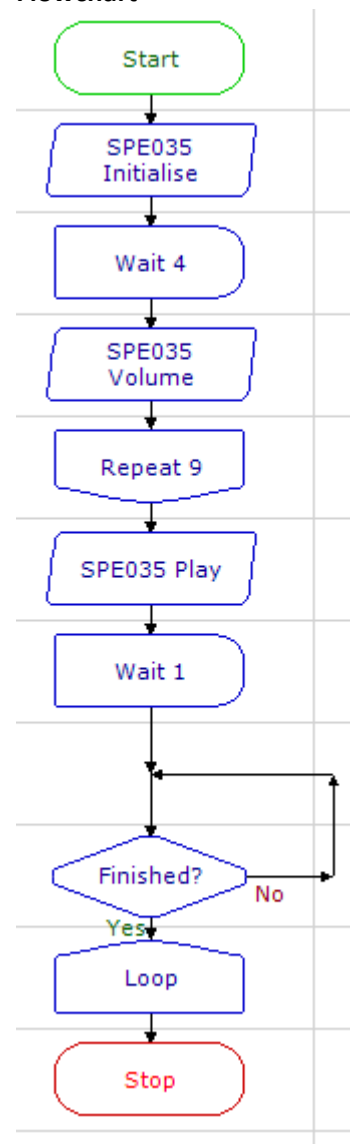 Flowchart
Start
SPE035
Initialise
Wait 4
SPE035
Volume
Repeat 9
SPE035 Play
Wait 1
Finished?
No
Yes
Loop
Stop